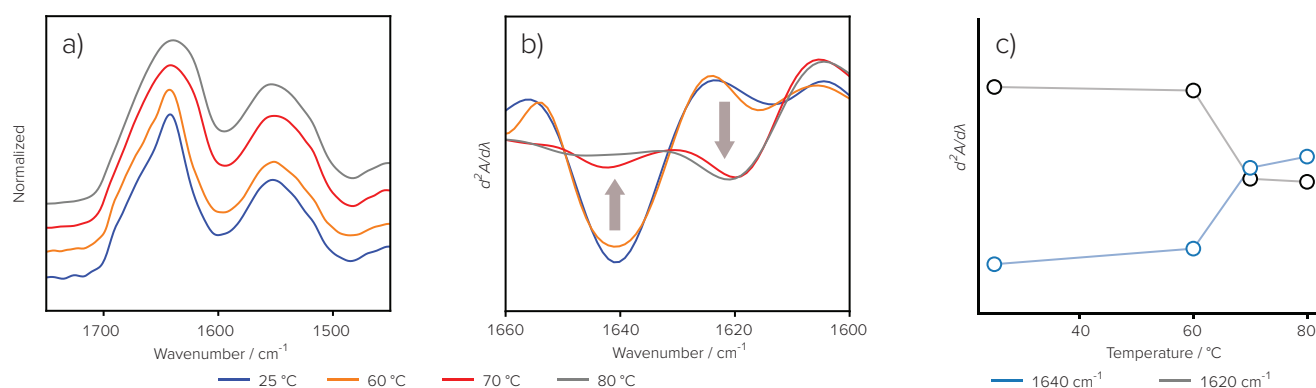 a)
Normalized
1700
1600
1500
Wavenumber / cm⁻¹
b)
d²A/dλ
1660
1640
1620
1600
Wavenumber / cm⁻¹
25 °C
60 °C
70 °C
80 °C
c)
d²A/dλ
40
60
80
Temperature / °C
1640 cm⁻¹
1620 cm⁻¹